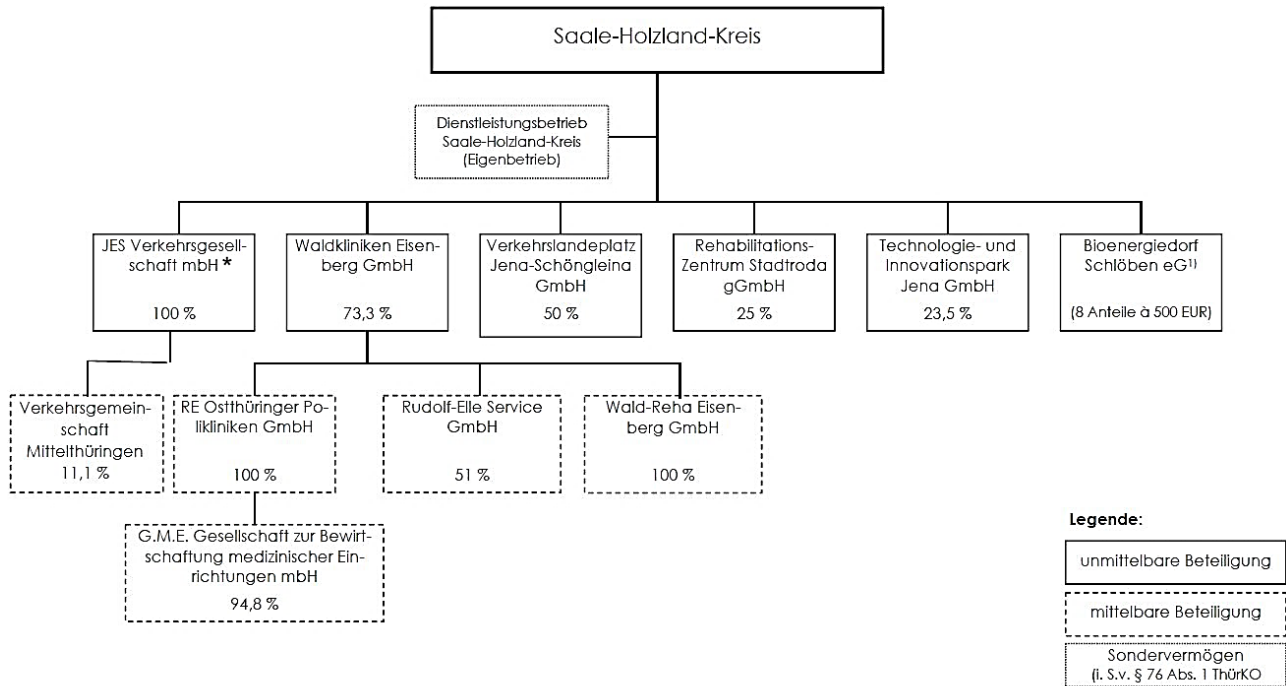 Saale-Holzland-Kreis
Dienstleistungsbetrieb
Saale-Holzland-Kreis
(Eigenbetrieb)
JES Verkehrsgesell-
schaft mbH *
100 %
Waldkliniken Eisen-
berg GmbH
73,3 %
Verkehrslandeplatz
Jena-Schöngleina
GmbH
50 %
Rehabilitations-
Zentrum Stadtroda
gGmbH
25 %
Technologie- und
Innovationspark
Jena GmbH
23,5 %
Bioenergiedorf
Schlöben eG1)
(8 Anteile à 500 EUR)
Verkehrsgemein-
schaft
Mittelthüringen
11,1 %
RE Ostthüringer Po-
likliniken GmbH
100 %
Rudolf-Elle Service
GmbH
51 %
Wald-Reha Eisen-
berg GmbH
100 %
G.M.E. Gesellschaft zur Bewirt-
schaftung medizinischer Ein-
richtungen mbH
94,8 %
Legende:
unmittelbare Beteiligung
mittelbare Beteiligung
Sondervermögen
(i. S.v. § 76 Abs. 1 ThürKO